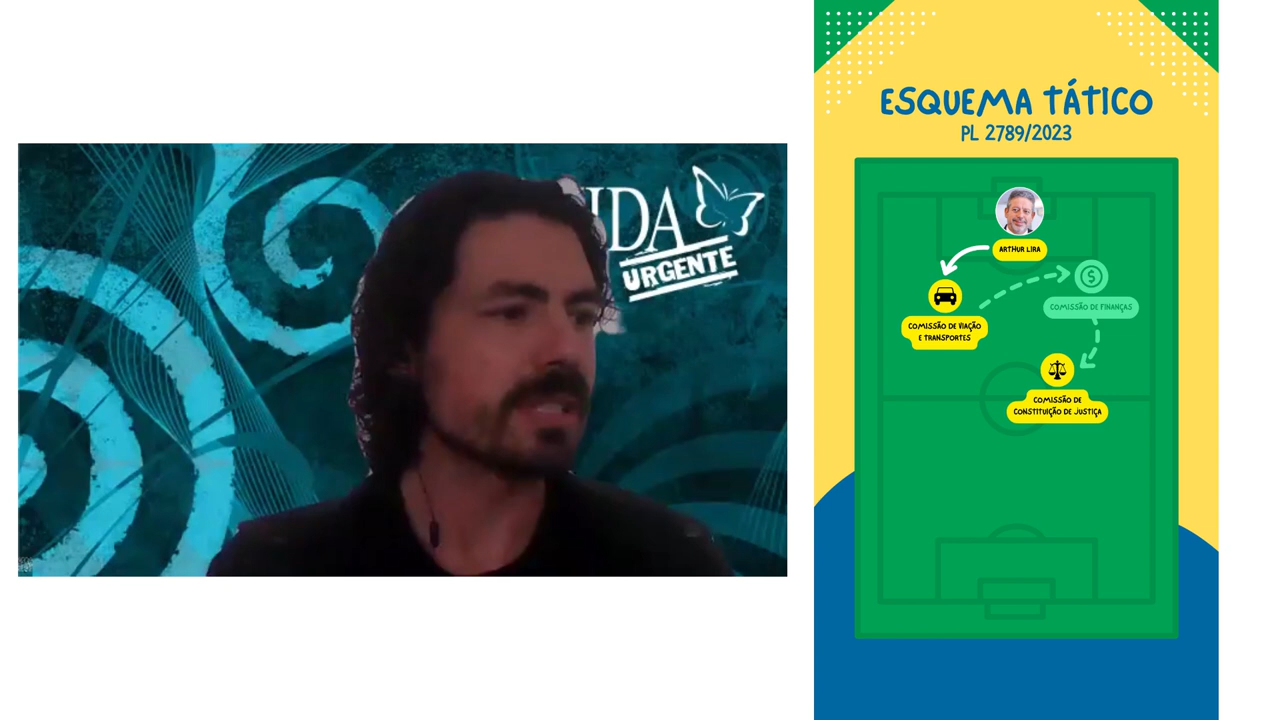 IDA
URGENTE
ESQUEMA TÁTICO
PL 2789/2023
ARTHUR LIRA
$
COMISSÃO DE FINANÇAS
COMISSÃO DE VIAÇÃO
E TRANSPORTES
COMISSÃO DE
CONSTITUIÇÃO DE JUSTIÇA